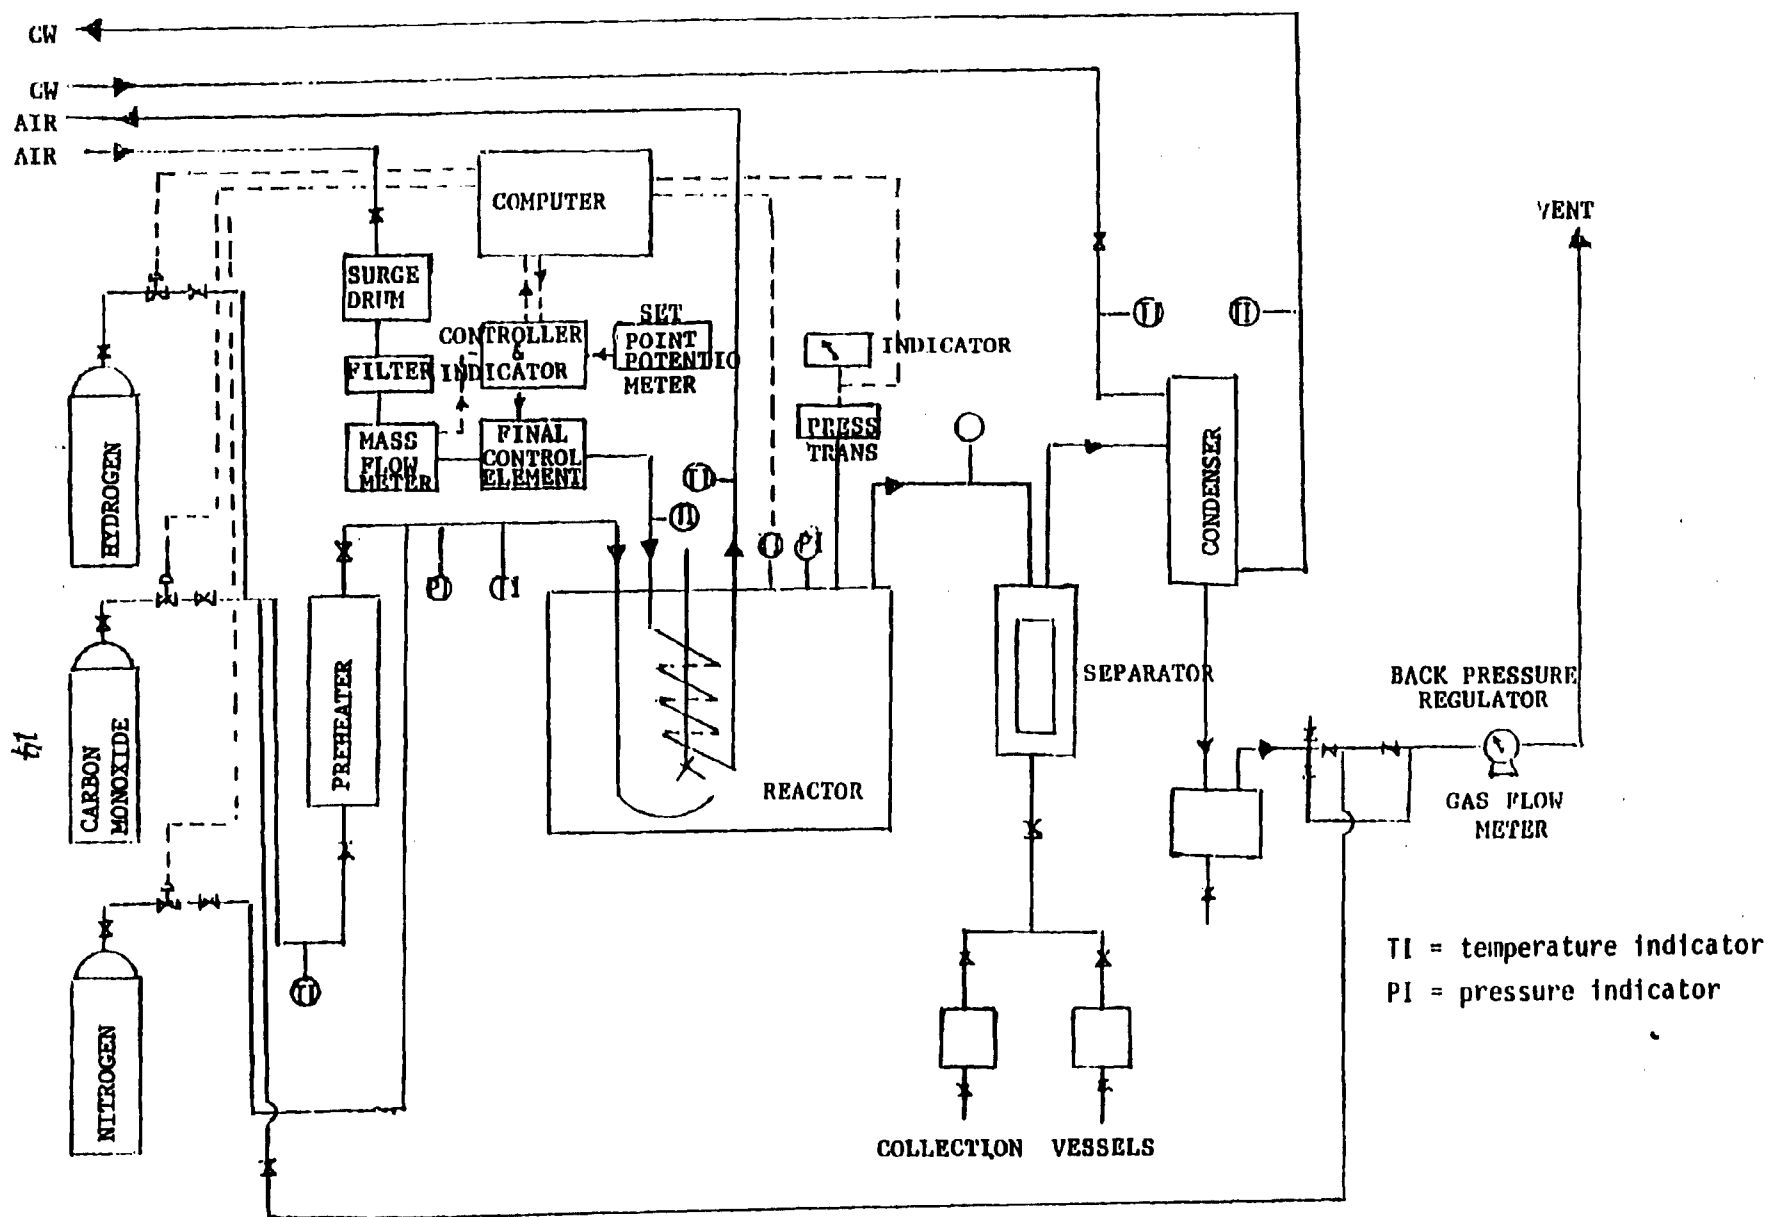 CW
CW
AIR
AIR
COMPUTER
VENT
SURGE
DRUM
CONTROLLER
&
INDICATOR
SET
POINT
POTENTIO
METER
INDICATOR
TI
TI
FILTER
MASS
FLOW
METER
FINAL
CONTROL
ELEMENT
PRESS
TRANS
HYDROGEN
CONDENSER
TI
TI
PI
PI
TI
SEPARATOR
BACK PRESSURE
REGULATOR
PREHEATER
CARBON
MONOXIDE
14
REACTOR
GAS FLOW
METER
TI
NITROGEN
TI = temperature indicator
PI = pressure indicator
COLLECTION VESSELS